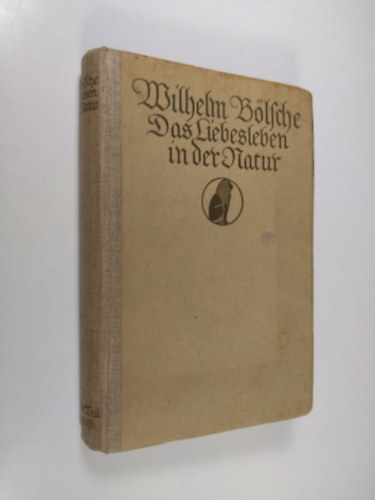 Wilhelm Bölsche
Das Liebesleben
in der Natur